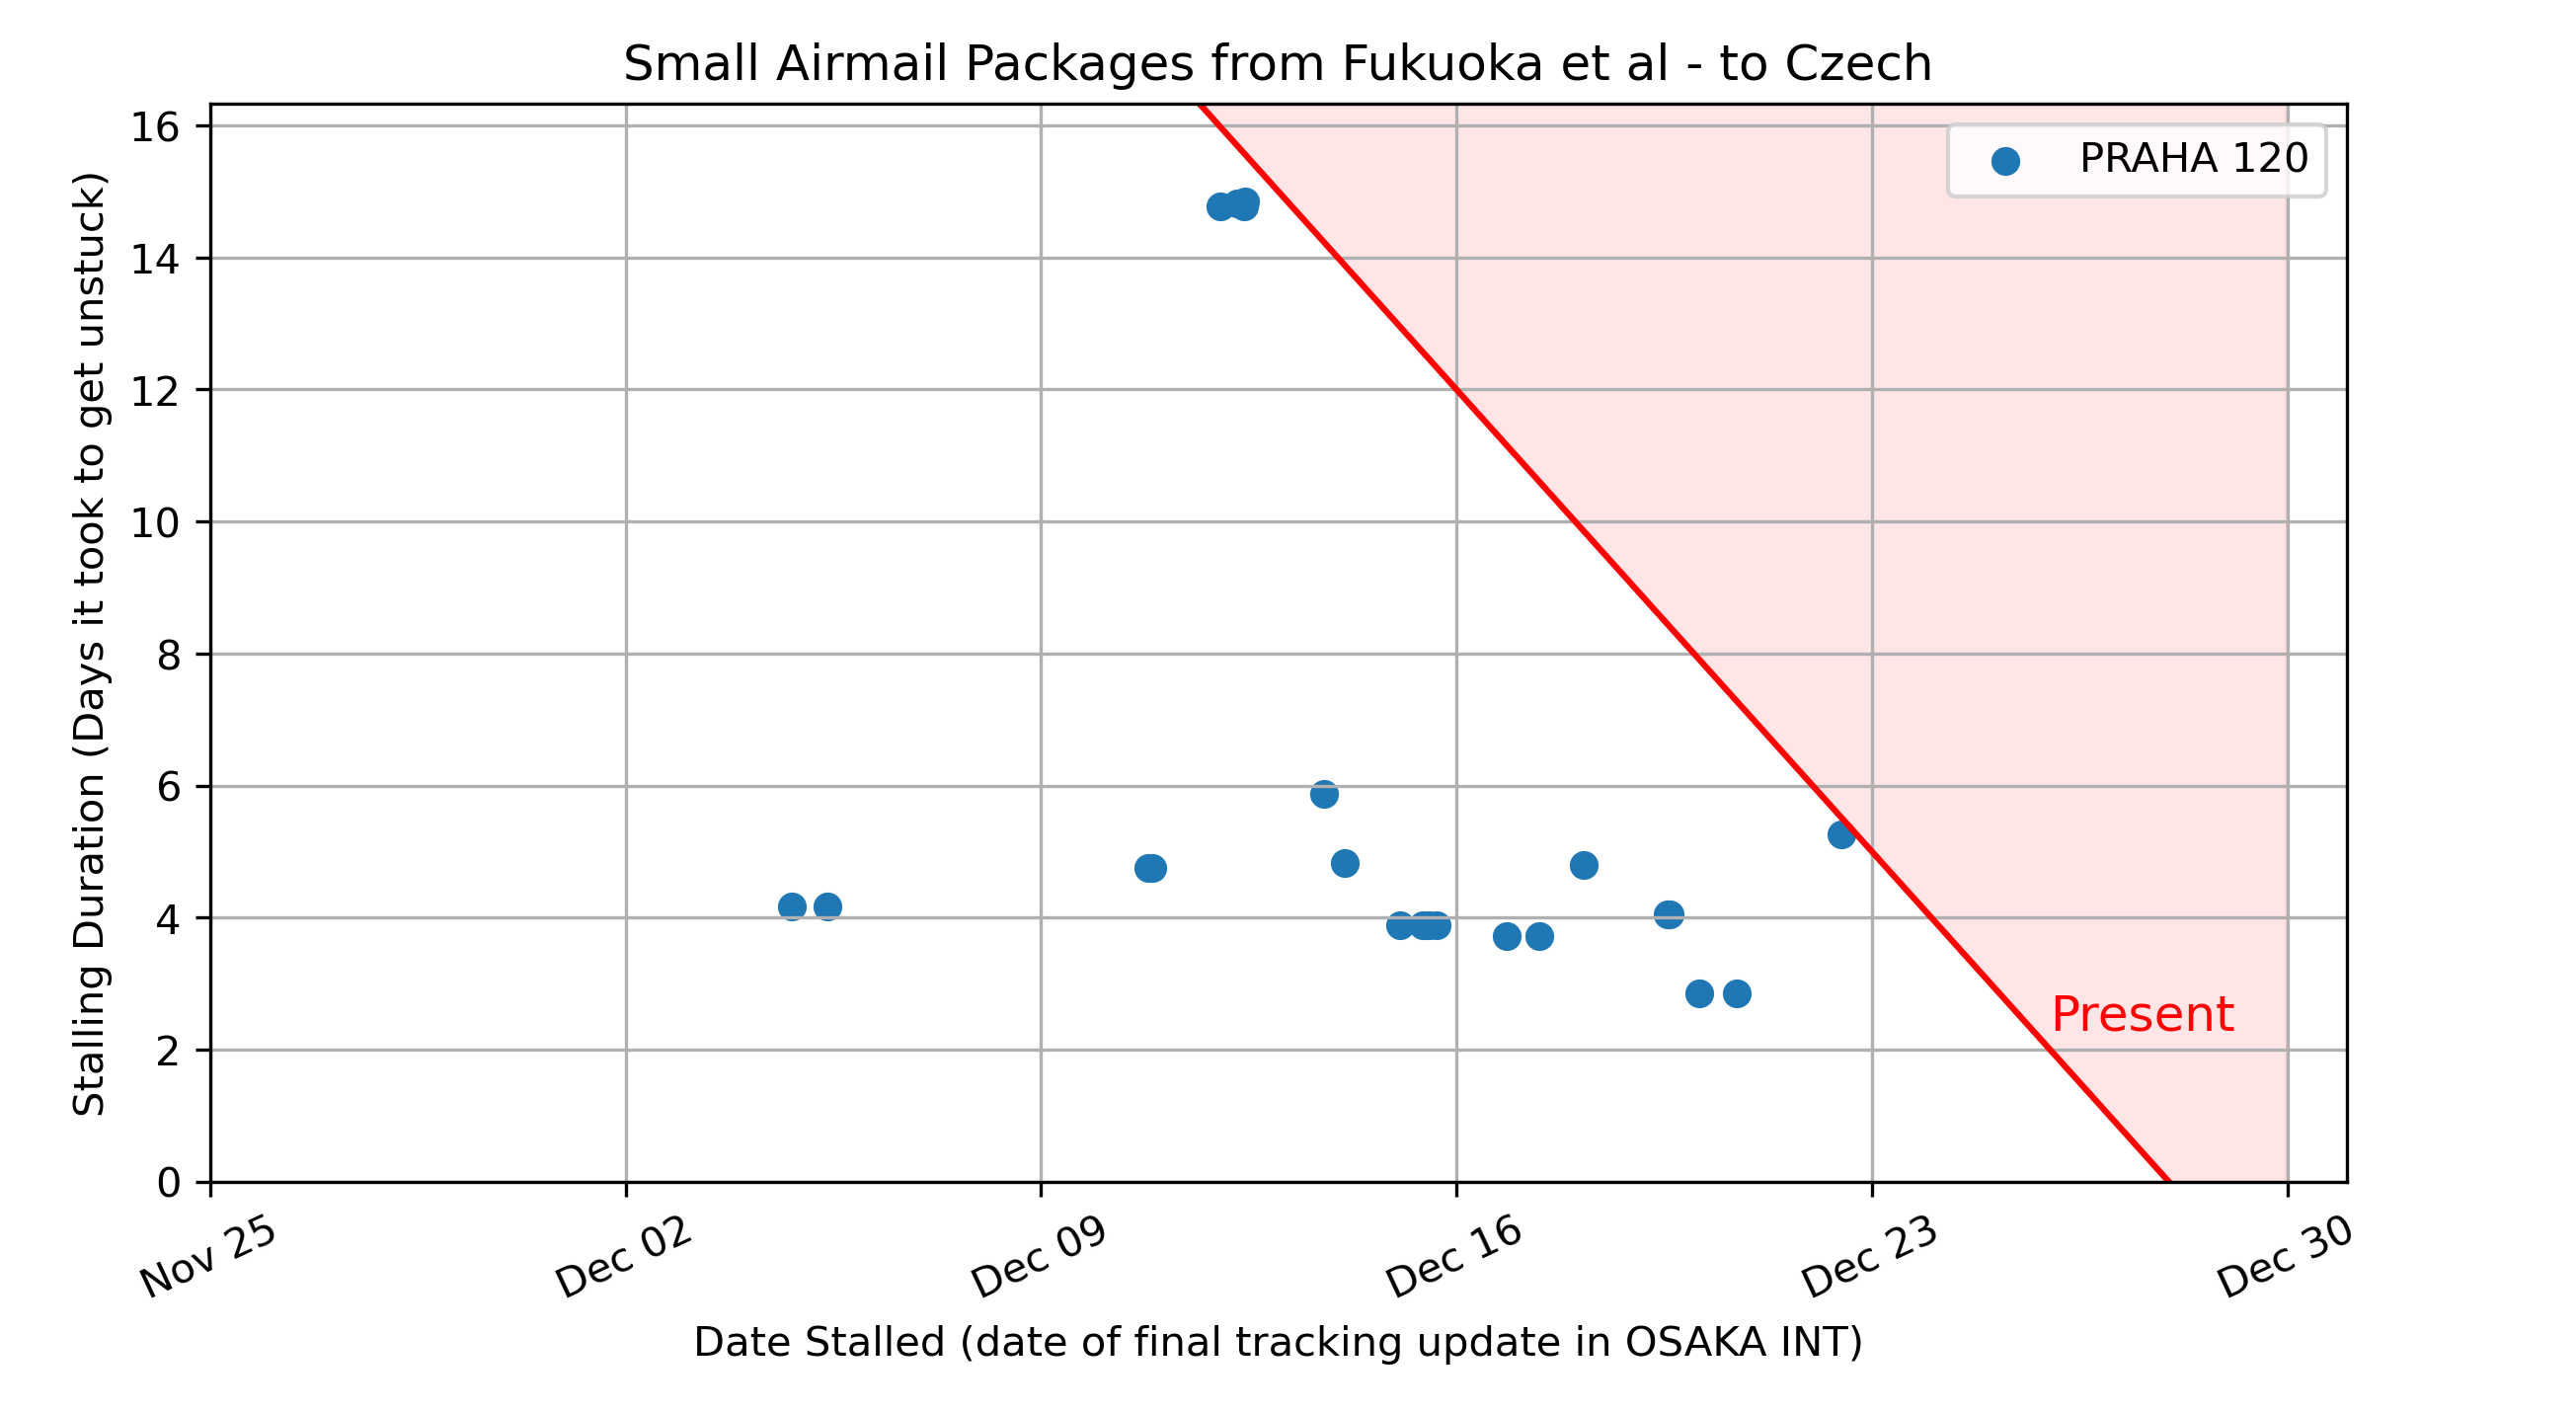 Small Airmail Packages from Fukuoka et al - to Czech
PRAHA 120
Stalling Duration (Days it took to get unstuck)
16
14
12
10
8
6
4
2
0
Present
Nov 25
Dec 02
Dec 09
Dec 16
Dec 23
Dec 30
Date Stalled (date of final tracking update in OSAKA INT)